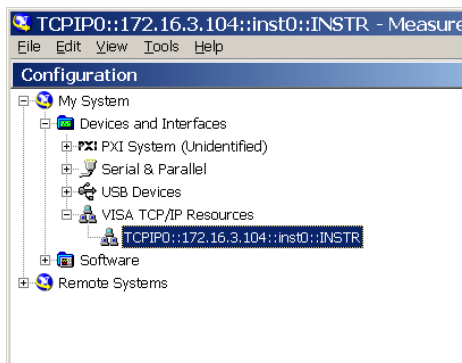 TCPIP0::172.16.3.104::inst0::INSTR - Measure
File Edit View Tools Help
Configuration
My System
Devices and Interfaces
PXI PXI System (Unidentified)
Serial & Parallel
USB Devices
VISA TCP/IP Resources
TCPIP0::172.16.3.104::inst0::INSTR
Software
Remote Systems